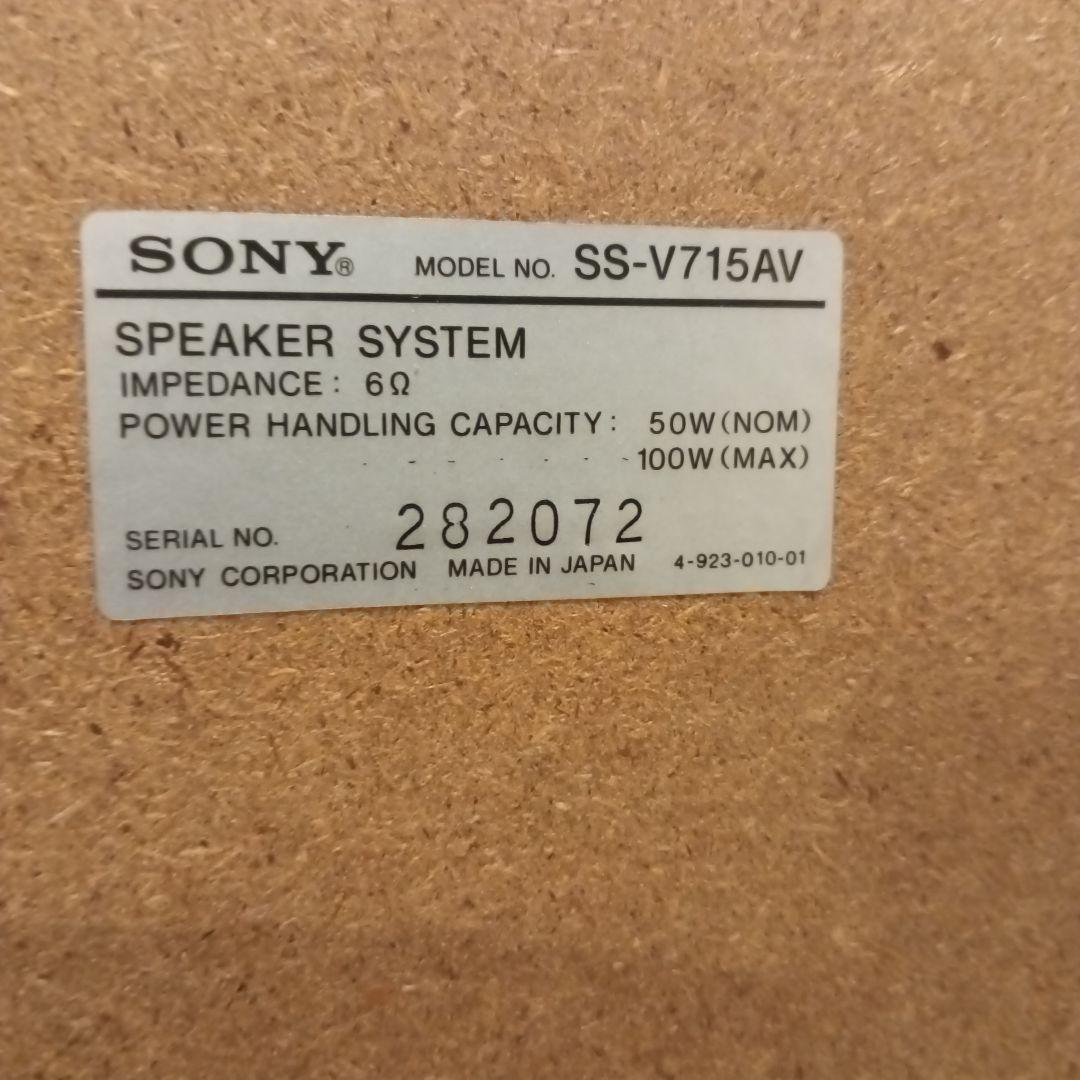 SONY® MODEL NO. SS-V715AV
SPEAKER SYSTEM
IMPEDANCE: 6Ω
POWER HANDLING CAPACITY: 50W(NOM)
100W(MAX)
SERIAL NO. 282072
SONY CORPORATION MADE IN JAPAN 4-923-010-01